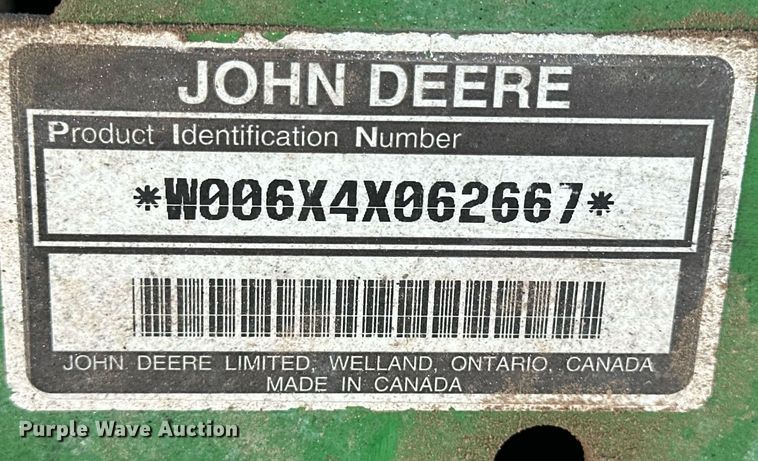 JOHN DEERE
Product Identification Number
*W006X4X062667*
JOHN DEERE LIMITED, WELLAND, ONTARIO, CANADA
MADE IN CANADA
Purple Wave Auction